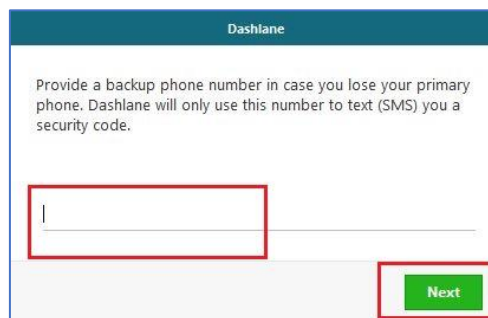 Dashlane
Provide a backup phone number in case you lose your primary
phone. Dashlane will only use this number to text (SMS) you a
security code.
Next